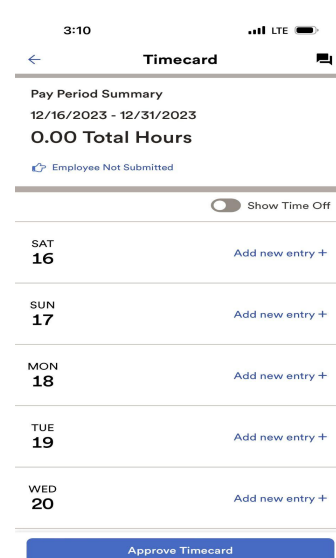 3:10 LTE
Timecard
Pay Period Summary
12/16/2023 - 12/31/2023
0.00 Total Hours
Employee Not Submitted
Show Time Off
SAT
16 Add new entry +
SUN
17 Add new entry +
MON
18 Add new entry +
TUE
19 Add new entry +
WED
20 Add new entry +
Approve Timecard